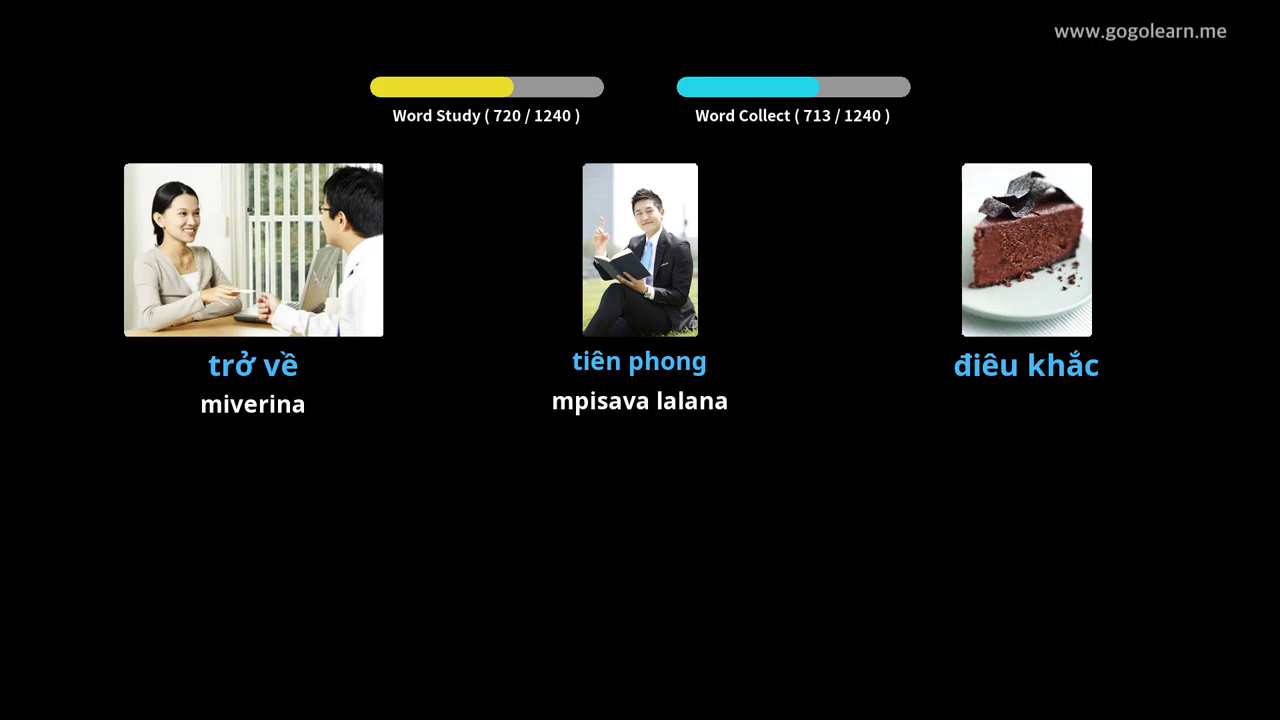 www.gogolearn.me
Word Study ( 720 / 1240 )
Word Collect ( 713 / 1240 )
trở về
miverina
tiên phong
mpisava lalana
điêu khắc